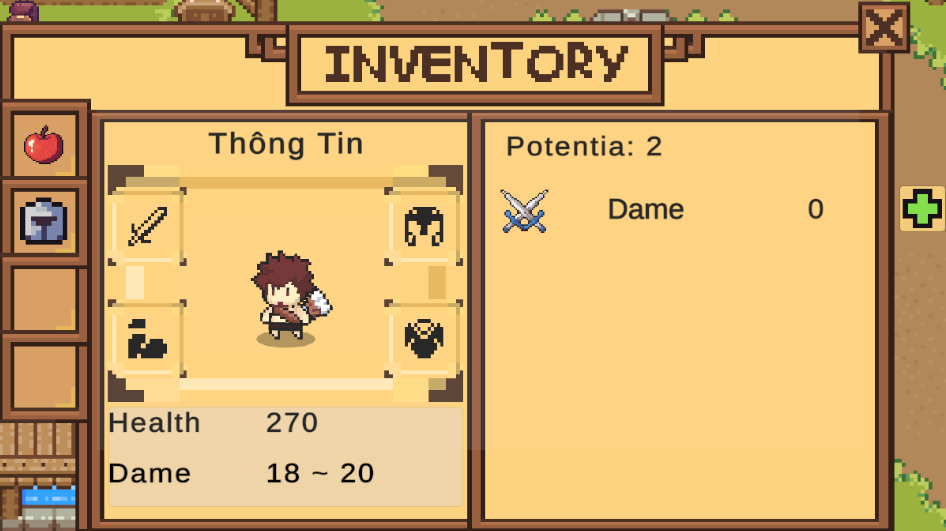 INVENTORY
Thông Tin
Health 270
Dame 18 ~ 20
Potentia: 2
Dame 0